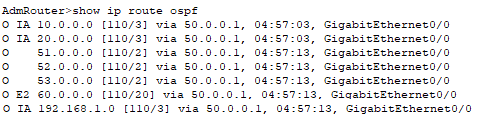 AdmRouter>show ip route ospf
O IA 10.0.0.0 [110/3] via 50.0.0.1, 04:57:03, GigabitEthernet0/0
O IA 20.0.0.0 [110/3] via 50.0.0.1, 04:57:03, GigabitEthernet0/0
O    51.0.0.0 [110/2] via 50.0.0.1, 04:57:13, GigabitEthernet0/0
O    52.0.0.0 [110/2] via 50.0.0.1, 04:57:13, GigabitEthernet0/0
O    53.0.0.0 [110/2] via 50.0.0.1, 04:57:13, GigabitEthernet0/0
O E2 60.0.0.0 [110/20] via 50.0.0.1, 04:57:13, GigabitEthernet0/0
O IA 192.168.1.0 [110/3] via 50.0.0.1, 04:57:13, GigabitEthernet0/0